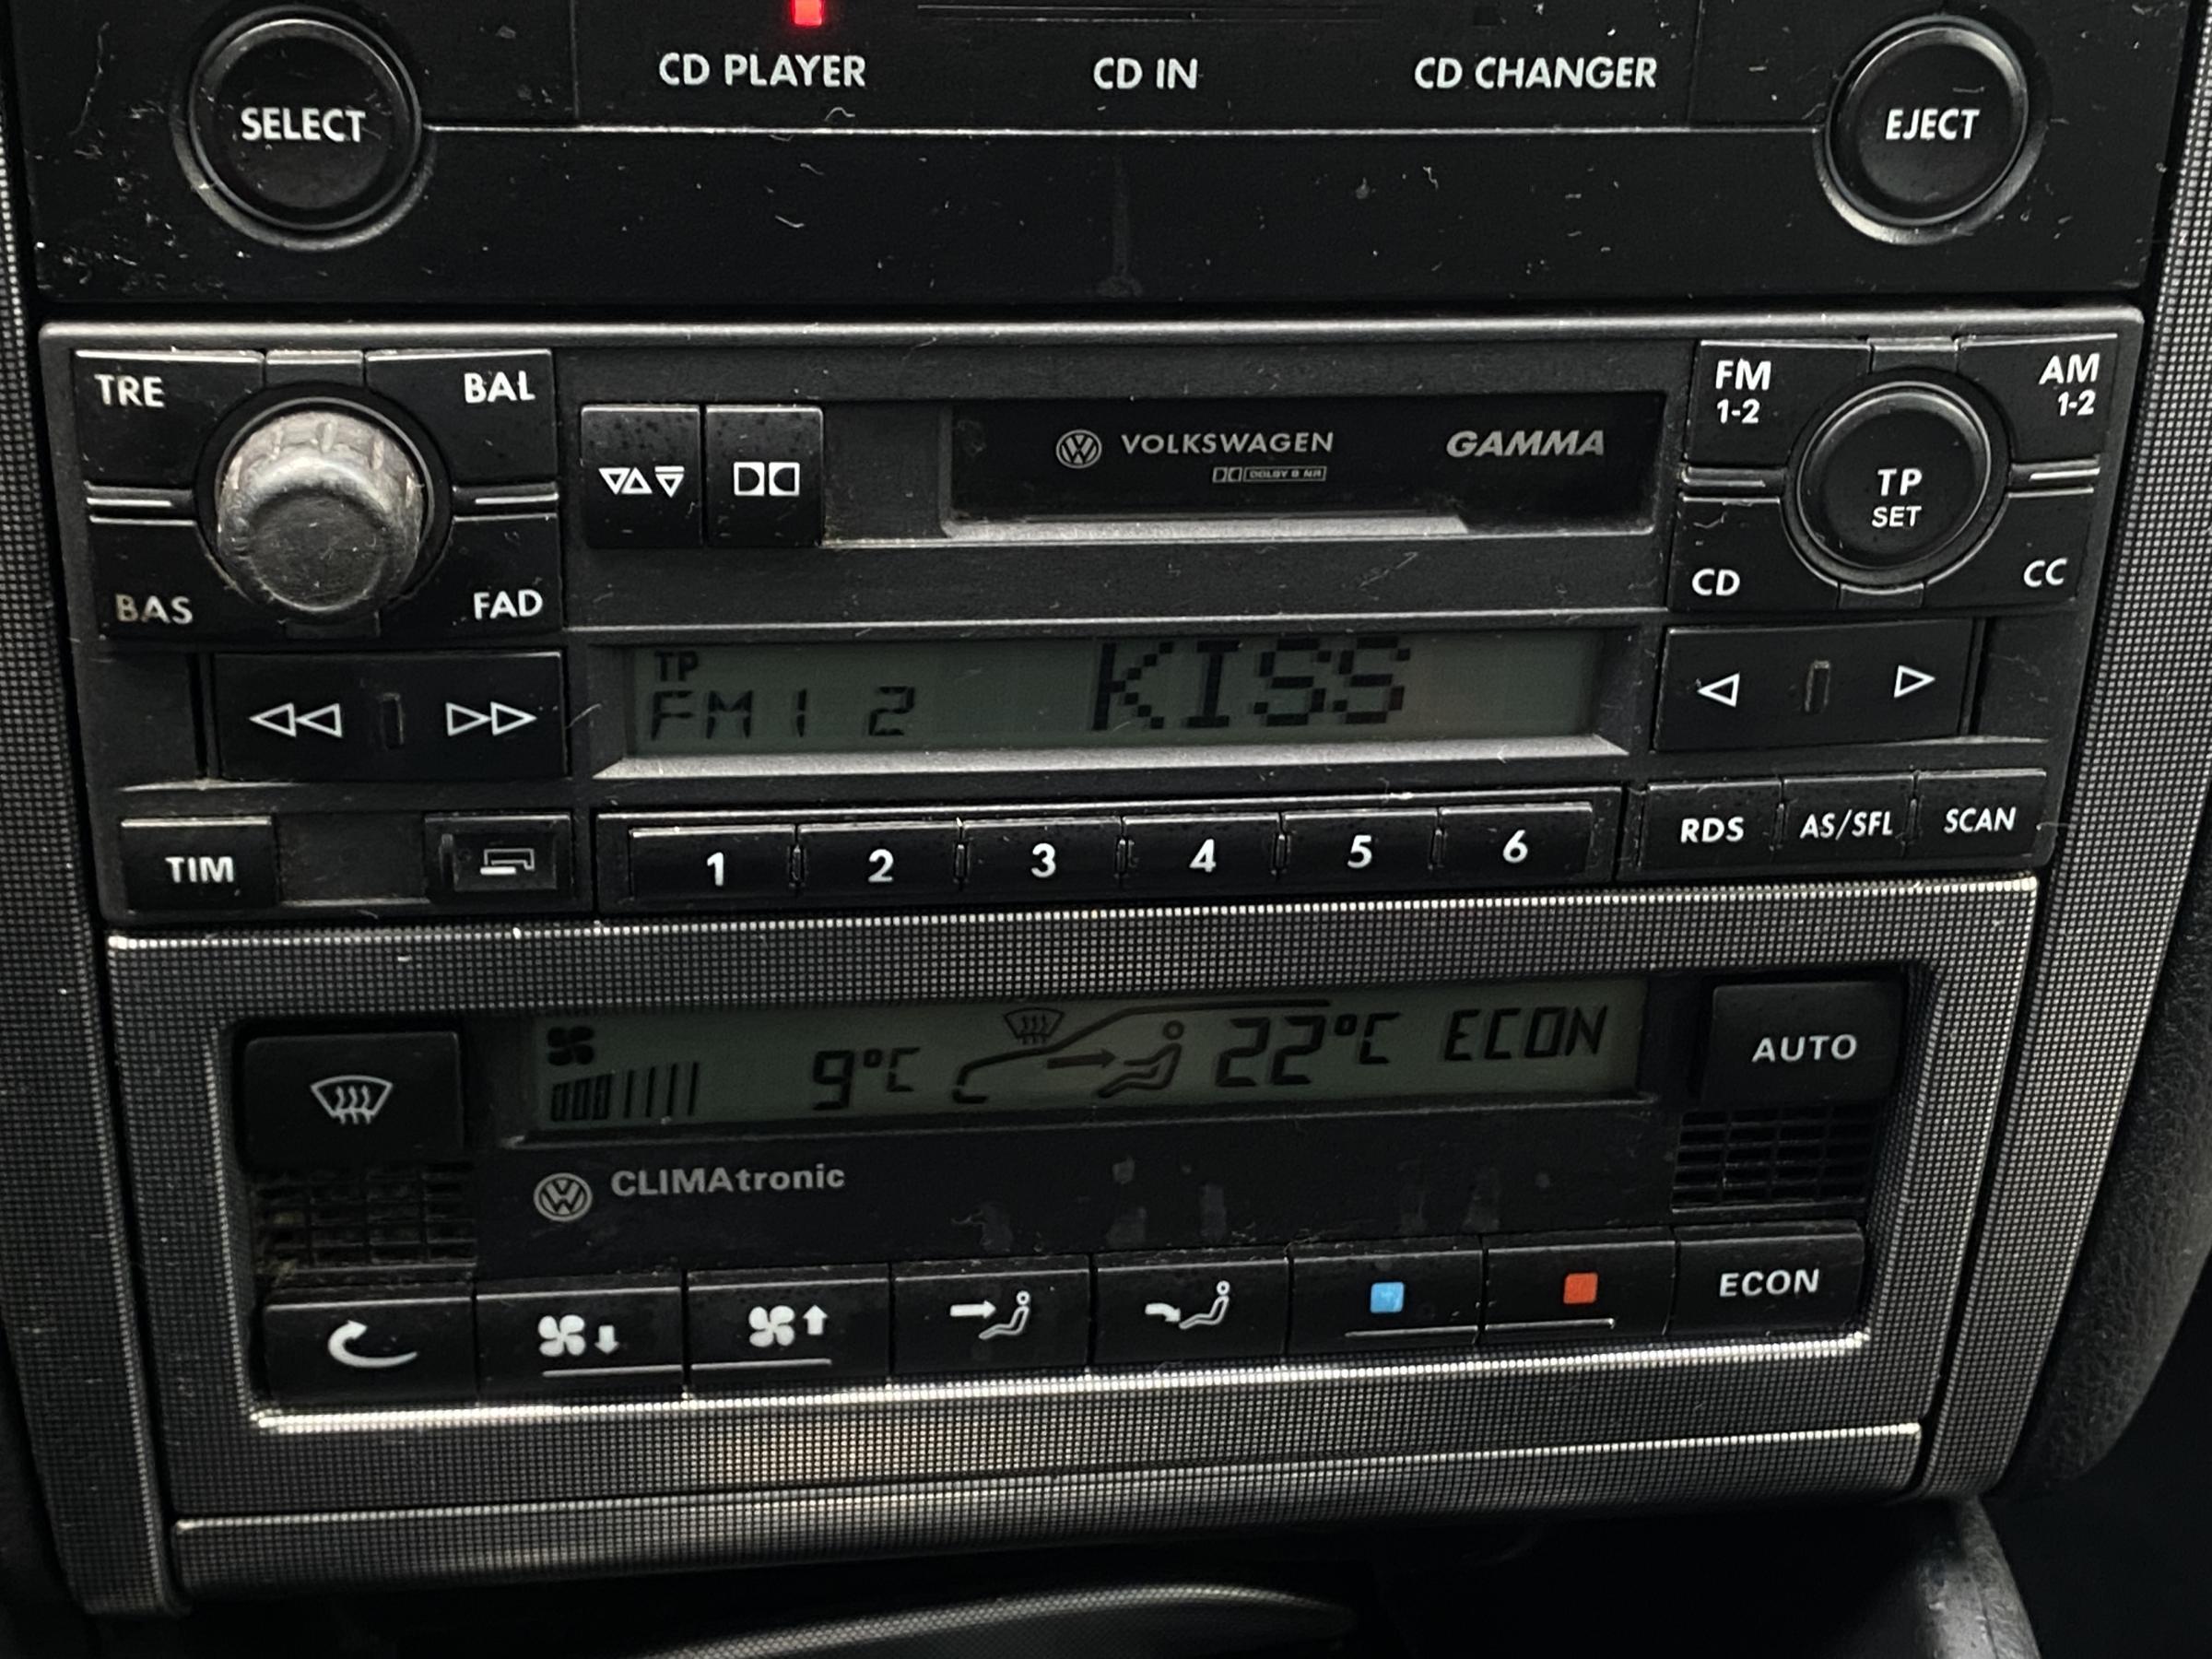 CD PLAYER CD IN CD CHANGER
SELECT EJECT
TRE BAL
VOLKSWAGEN GAMMA
DOLBY B NR
FM 1-2
AM 1-2
TP SET
BAS FAD
CD CC
TP
FM1 2 KISS
TIM
1 2 3 4 5 6
RDS AS/SFL SCAN
9°C 22°C ECON
AUTO
CLIMAtronic
ECON